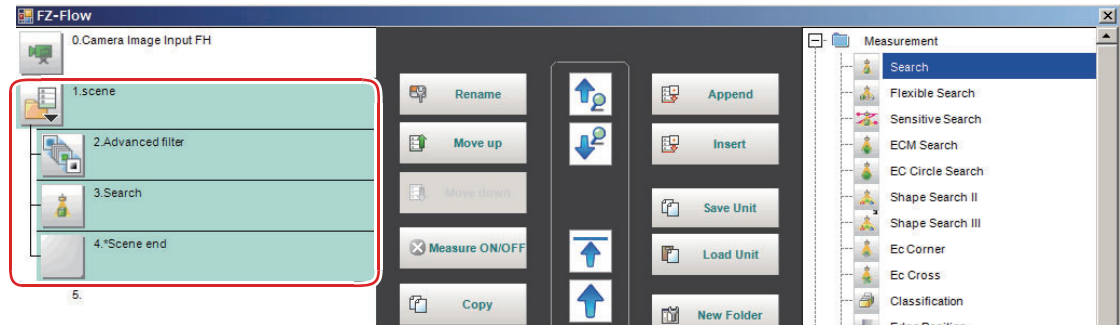 FZ-Flow
0.Camera Image Input FH
1.scene
2.Advanced filter
3.Search
4.*Scene end
5.
Rename
Move up
Move down
Measure ON/OFF
Copy
Append
Insert
Save Unit
Load Unit
New Folder
Measurement
Search
Flexible Search
Sensitive Search
ECM Search
EC Circle Search
Shape Search II
Shape Search III
Ec Corner
Ec Cross
Classification
Edge Position